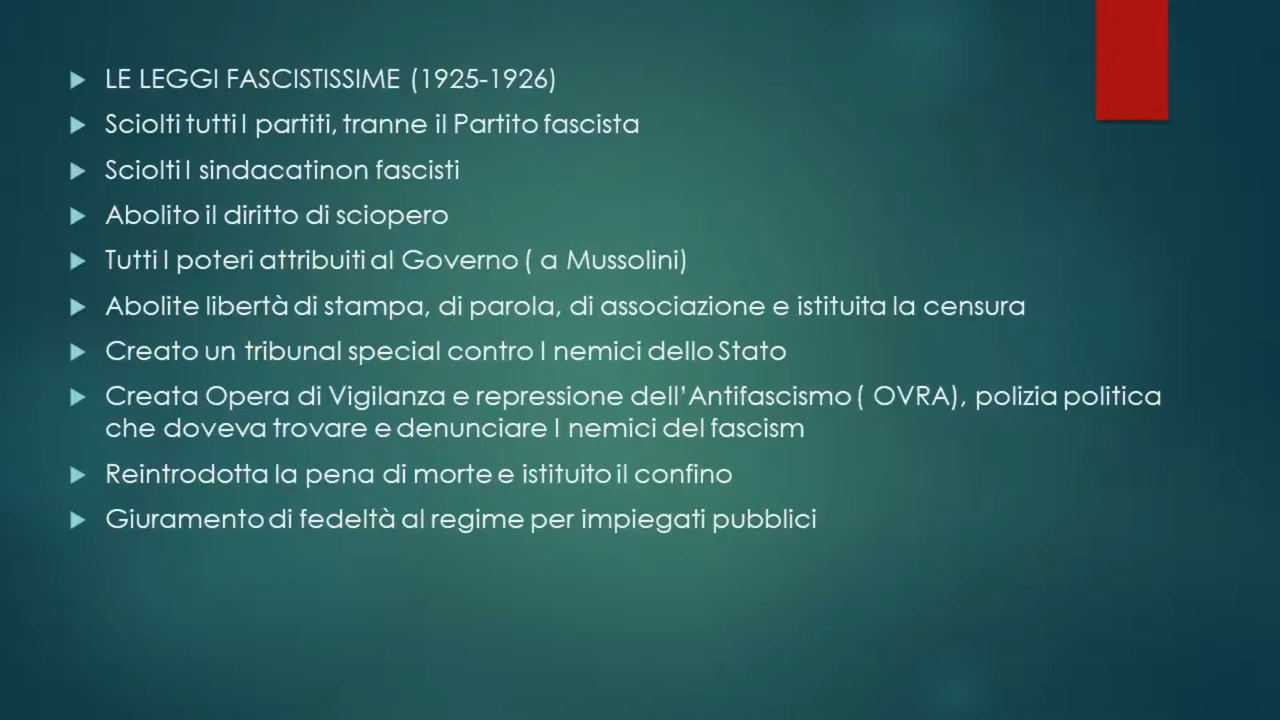 LE LEGGI FASCISTISSIME (1925-1926)
Sciolti tutti I partiti, tranne il Partito fascista
Sciolti I sindacatinon fascisti
Abolito il diritto di sciopero
Tutti I poteri attribuiti al Governo ( a Mussolini)
Abolite libertà di stampa, di parola, di associazione e istituita la censura
Creato un tribunal special contro I nemici dello Stato
Creata Opera di Vigilanza e repressione dell'Antifascismo ( OVRA), polizia politica
che doveva trovare e denunciare I nemici del fascism
Reintrodotta la pena di morte e istituito il confino
Giuramento di fedeltà al regime per impiegati pubblici